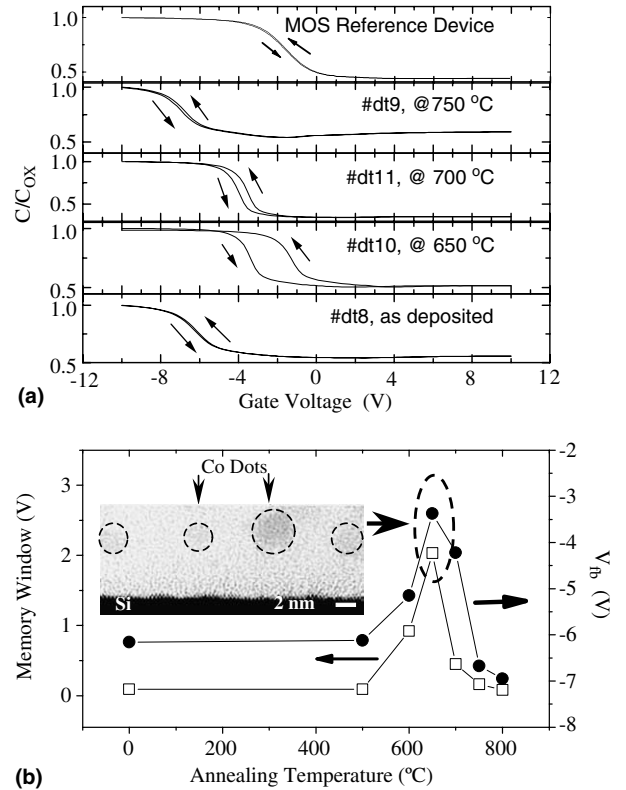 MOS Reference Device
1.0
0.5
#dt9, @ 750 °C
1.0
0.5
#dt11, @ 700 °C
1.0
0.5
#dt10, @ 650 °C
1.0
0.5
#dt8, as deposited
1.0
0.5
C/COX
-12 -8 -4 0 4 8 12
Gate Voltage (V)
(a)
Co Dots
Si
2 nm
3
2
1
0
Memory Window (V)
-2
-3
-4
-5
-6
-7
-8
Vfb (V)
0 200 400 600 800
Annealing Temperature (ºC)
(b)